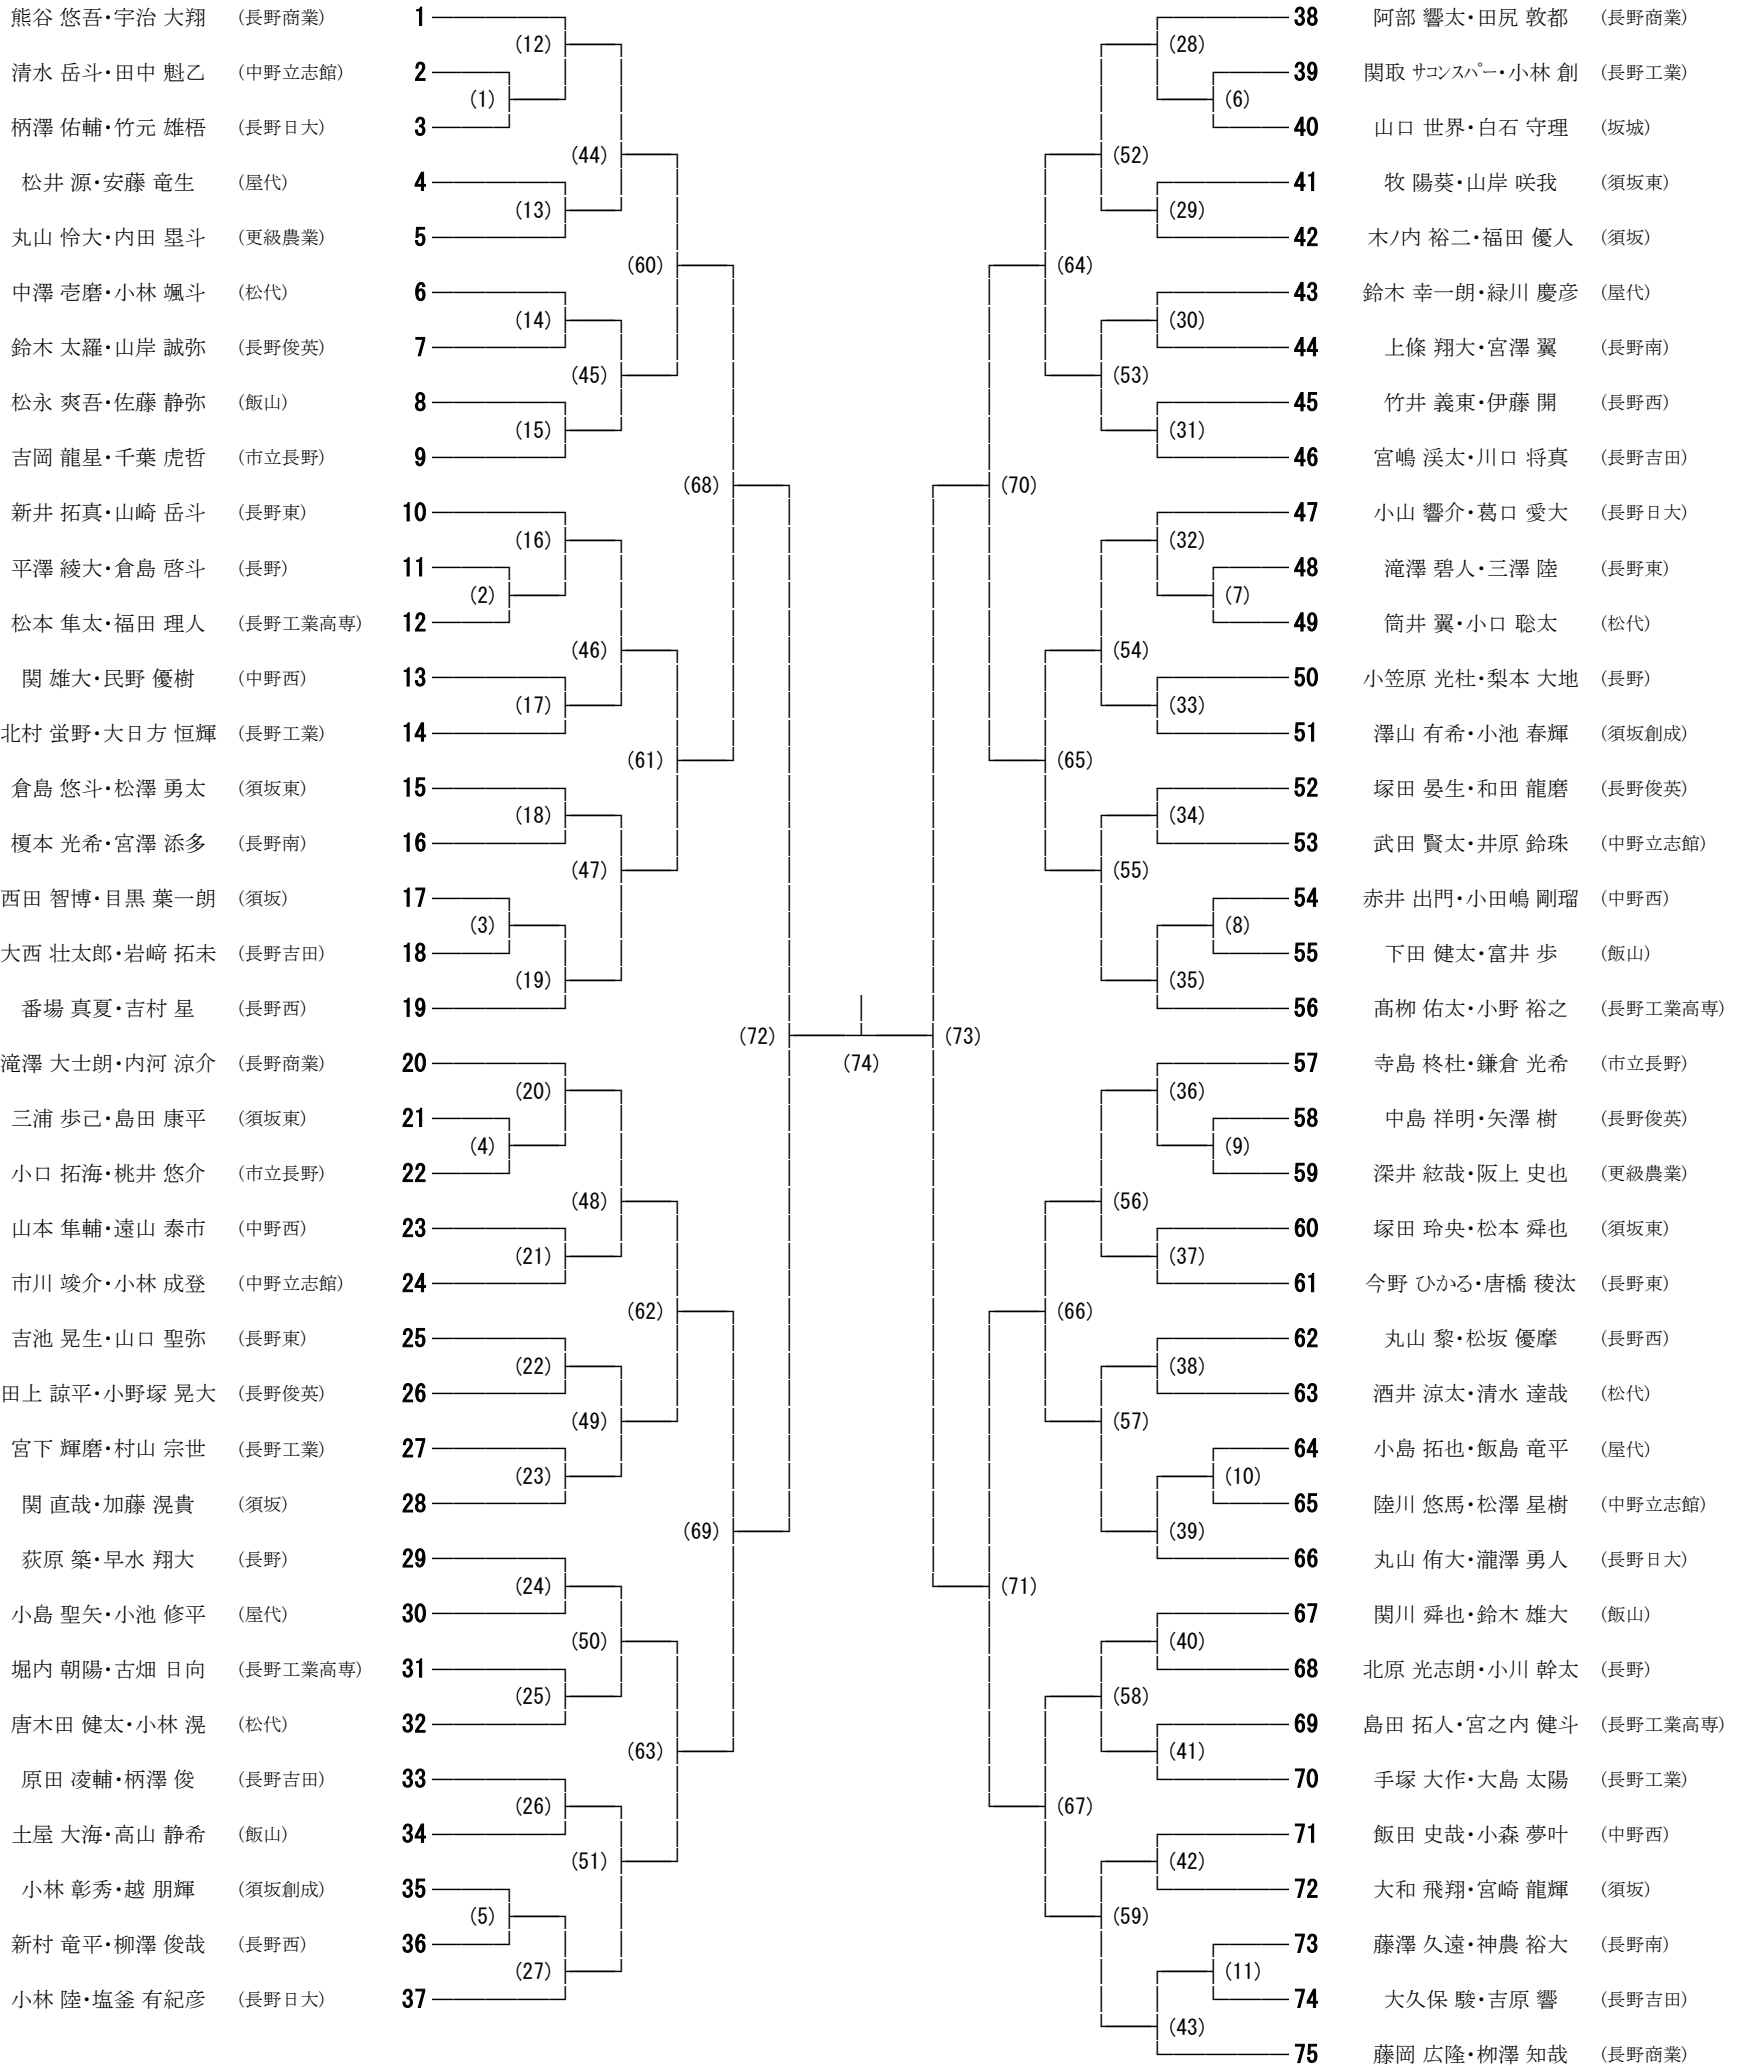 熊谷 悠吾・宇治 大翔 (長野商業) 1
(12)
清水 岳斗・田中 魁乙 (中野立志館) 2
(1)
柄澤 佑輔・竹元 雄梧 (長野日大) 3
(44)
松井 源・安藤 竜生 (屋代) 4
(13)
丸山 怜大・内田 塁斗 (更級農業) 5
(60)
中澤 壱磨・小林 颯斗 (松代) 6
(14)
鈴木 太羅・山岸 誠弥 (長野俊英) 7
(45)
松永 爽吾・佐藤 静弥 (飯山) 8
(15)
吉岡 龍星・千葉 虎哲 (市立長野) 9
(68)
新井 拓真・山崎 岳斗 (長野東) 10
(16)
平澤 綾大・倉島 啓斗 (長野) 11
(2)
松本 隼太・福田 理人 (長野工業高専) 12
(46)
関 雄大・民野 優樹 (中野西) 13
(17)
北村 蛍野・大日方 恒輝 (長野工業) 14
(61)
倉島 悠斗・松澤 勇太 (須坂東) 15
(18)
榎本 光希・宮澤 添多 (長野南) 16
(47)
西田 智博・目黒 葉一朗 (須坂) 17
(3)
大西 壮太郎・岩﨑 拓未 (長野吉田) 18
(19)
番場 真夏・吉村 星 (長野西) 19
(72)
滝澤 大士朗・内河 涼介 (長野商業) 20
(20)
三浦 歩己・島田 康平 (須坂東) 21
(4)
小口 拓海・桃井 悠介 (市立長野) 22
(48)
山本 隼輔・遠山 泰市 (中野西) 23
(21)
市川 竣介・小林 成登 (中野立志館) 24
(62)
吉池 晃生・山口 聖弥 (長野東) 25
(22)
田上 諒平・小野塚 晃大 (長野俊英) 26
(49)
宮下 輝磨・村山 宗世 (長野工業) 27
(23)
関 直哉・加藤 滉貴 (須坂) 28
(69)
荻原 築・早水 翔大 (長野) 29
(24)
小島 聖矢・小池 修平 (屋代) 30
(50)
堀内 朝陽・古畑 日向 (長野工業高専) 31
(25)
唐木田 健太・小林 滉 (松代) 32
(63)
原田 凌輔・柄澤 俊 (長野吉田) 33
(26)
土屋 大海・高山 静希 (飯山) 34
(51)
小林 彰秀・越 朋輝 (須坂創成) 35
(5)
新村 竜平・柳澤 俊哉 (長野西) 36
(27)
小林 陸・塩釜 有紀彦 (長野日大) 37
(74)
38 阿部 響太・田尻 敦都 (長野商業)
(28)
39 関取 サコンスパー・小林 創 (長野工業)
(6)
40 山口 世界・白石 守理 (坂城)
(52)
41 牧 陽葵・山岸 咲我 (須坂東)
(29)
42 木ノ内 裕二・福田 優人 (須坂)
(64)
43 鈴木 幸一朗・緑川 慶彦 (屋代)
(30)
44 上條 翔大・宮澤 翼 (長野南)
(53)
45 竹井 義東・伊藤 開 (長野西)
(31)
46 宮嶋 渓太・川口 将真 (長野吉田)
(70)
47 小山 響介・葛口 愛大 (長野日大)
(32)
48 滝澤 碧人・三澤 陸 (長野東)
(7)
49 筒井 翼・小口 聡太 (松代)
(54)
50 小笠原 光杜・梨本 大地 (長野)
(33)
51 澤山 有希・小池 春輝 (須坂創成)
(65)
52 塚田 晏生・和田 龍磨 (長野俊英)
(34)
53 武田 賢太・井原 鈴珠 (中野立志館)
(55)
54 赤井 出門・小田嶋 剛瑠 (中野西)
(8)
55 下田 健太・富井 歩 (飯山)
(35)
56 髙栁 佑太・小野 裕之 (長野工業高専)
(73)
57 寺島 柊杜・鎌倉 光希 (市立長野)
(36)
58 中島 祥明・矢澤 樹 (長野俊英)
(9)
59 深井 絃哉・阪上 史也 (更級農業)
(56)
60 塚田 玲央・松本 舜也 (須坂東)
(37)
61 今野 ひかる・唐橋 稜汰 (長野東)
(66)
62 丸山 黎・松坂 優摩 (長野西)
(38)
63 酒井 涼太・清水 達哉 (松代)
(57)
64 小島 拓也・飯島 竜平 (屋代)
(10)
65 陸川 悠馬・松澤 星樹 (中野立志館)
(39)
66 丸山 侑大・瀧澤 勇人 (長野日大)
(71)
67 関川 舜也・鈴木 雄大 (飯山)
(40)
68 北原 光志朗・小川 幹太 (長野)
(58)
69 島田 拓人・宮之内 健斗 (長野工業高専)
(41)
70 手塚 大作・大島 太陽 (長野工業)
(67)
71 飯田 史哉・小森 夢叶 (中野西)
(42)
72 大和 飛翔・宮崎 龍輝 (須坂)
(59)
73 藤澤 久遠・神農 裕大 (長野南)
(11)
74 大久保 駿・吉原 響 (長野吉田)
(43)
75 藤岡 広隆・栁澤 知哉 (長野商業)